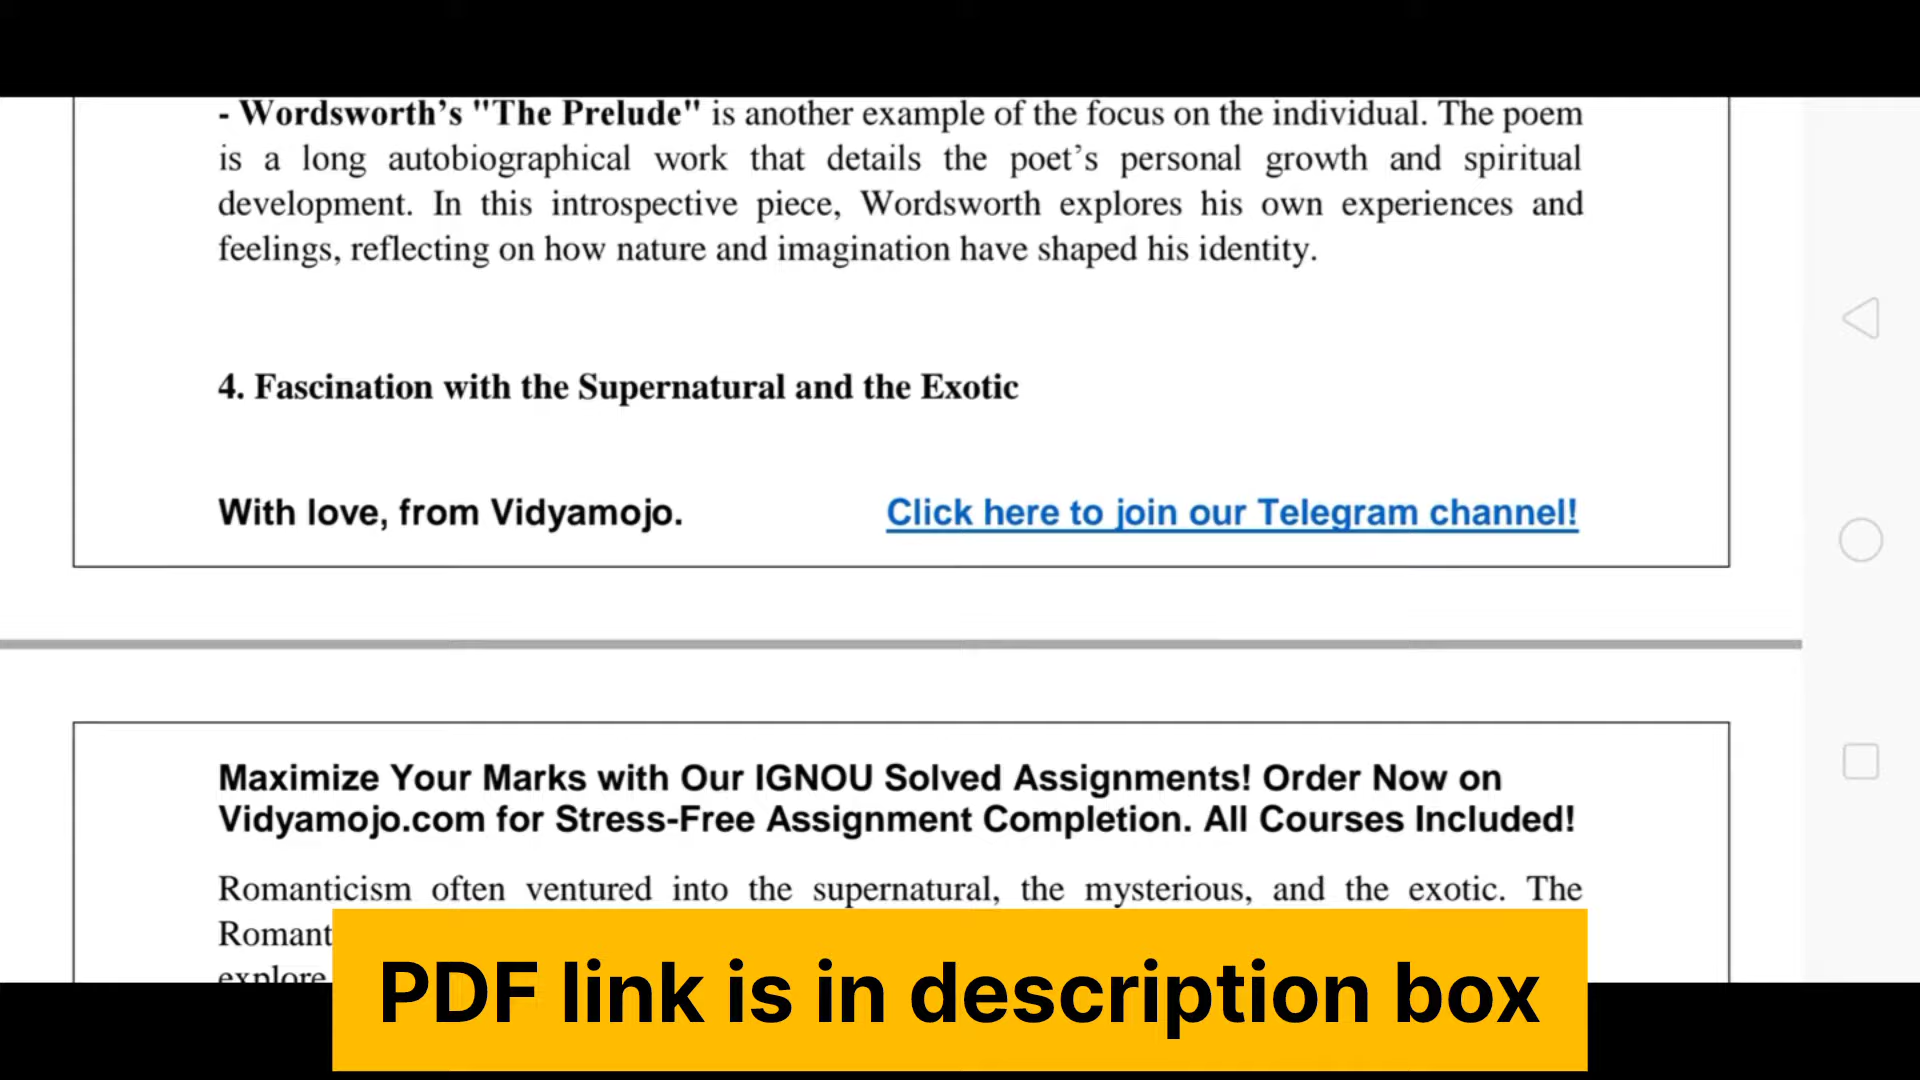 - Wordsworth’s "The Prelude" is another example of the focus on the individual. The poem
is a long autobiographical work that details the poet’s personal growth and spiritual
development. In this introspective piece, Wordsworth explores his own experiences and
feelings, reflecting on how nature and imagination have shaped his identity.
4. Fascination with the Supernatural and the Exotic
With love, from Vidyamojo. Click here to join our Telegram channel!
Maximize Your Marks with Our IGNOU Solved Assignments! Order Now on
Vidyamojo.com for Stress-Free Assignment Completion. All Courses Included!
Romanticism often ventured into the supernatural, the mysterious, and the exotic. The
Romant
explore
PDF link is in description box